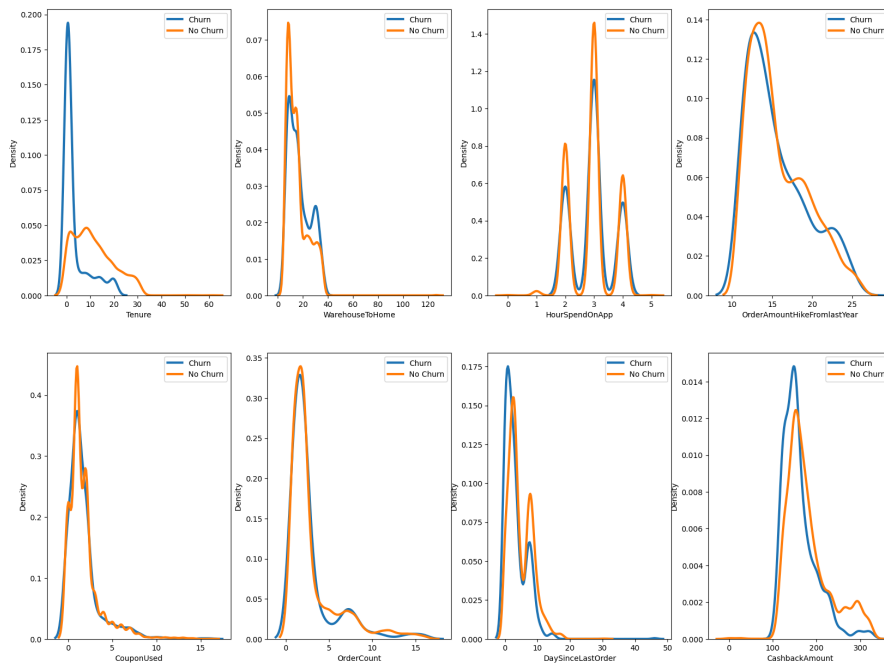 Churn
No Churn
Density
0.200
0.175
0.150
0.125
0.100
0.075
0.050
0.025
0.000
0 10 20 30 40 50 60
Tenure
Churn
No Churn
Density
0.07
0.06
0.05
0.04
0.03
0.02
0.01
0.00
0 20 40 60 80 100 120
WarehouseToHome
Churn
No Churn
Density
1.4
1.2
1.0
0.8
0.6
0.4
0.2
0.0
0 1 2 3 4 5
HourSpendOnApp
Churn
No Churn
Density
0.14
0.12
0.10
0.08
0.06
0.04
0.02
0.00
10 15 20 25
OrderAmountHikeFromlastYear
Churn
No Churn
Density
0.4
0.3
0.2
0.1
0.0
0 5 10 15
CouponUsed
Churn
No Churn
Density
0.35
0.30
0.25
0.20
0.15
0.10
0.05
0.00
0 5 10 15
OrderCount
Churn
No Churn
Density
0.175
0.150
0.125
0.100
0.075
0.050
0.025
0.000
0 10 20 30 40 50
DaySinceLastOrder
Churn
No Churn
Density
0.014
0.012
0.010
0.008
0.006
0.004
0.002
0.000
0 100 200 300
CashbackAmount